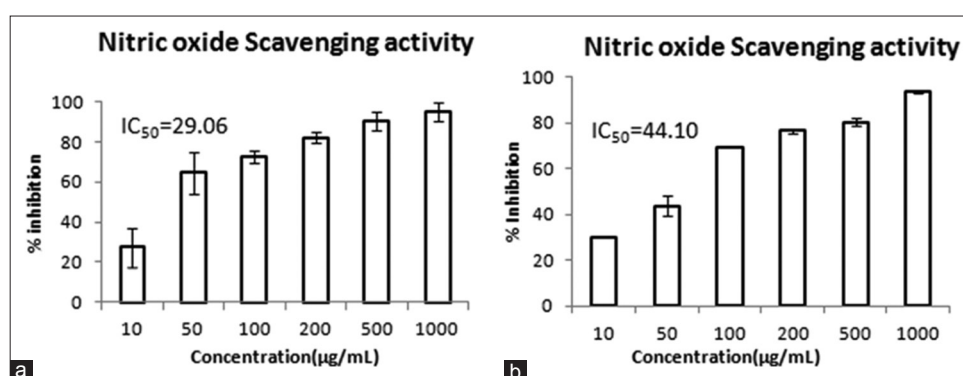 Nitric oxide Scavenging activity
IC50=29.06
% inhibition
100
80
60
40
20
0
10 50 100 200 500 1000
Concentration(µg/mL)
a
Nitric oxide Scavenging activity
IC50=44.10
% Inhibition
100
80
60
40
20
0
10 50 100 200 500 1000
Concentration(µg/mL)
b